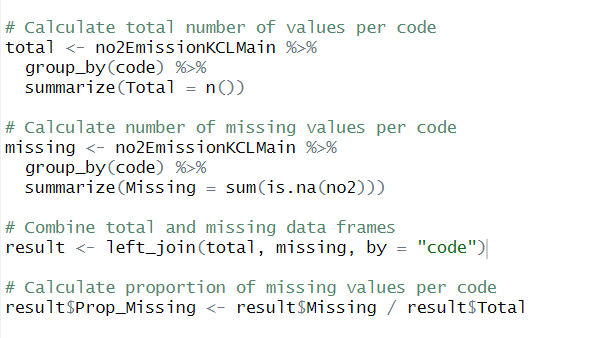 # Calculate total number of values per code
total <- no2EmissionKCLMain %>%
  group_by(code) %>%
  summarize(Total = n())
# Calculate number of missing values per code
missing <- no2EmissionKCLMain %>%
  group_by(code) %>%
  summarize(Missing = sum(is.na(no2)))
# Combine total and missing data frames
result <- left_join(total, missing, by = "code")
# Calculate proportion of missing values per code
result$Prop_Missing <- result$Missing / result$Total